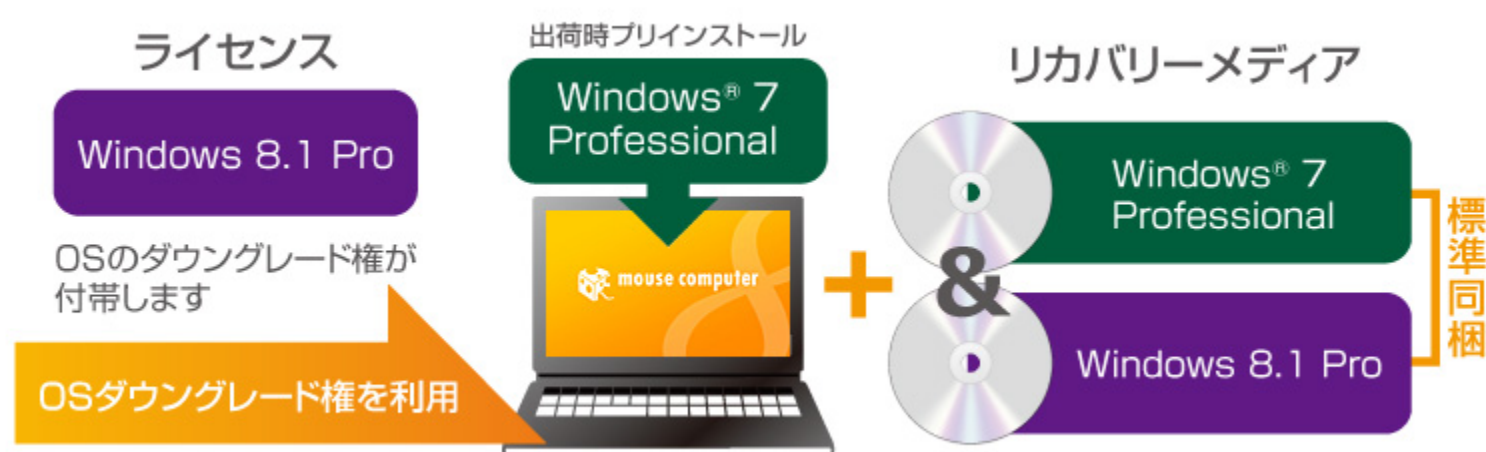 ライセンス
Windows 8.1 Pro
OSのダウングレード権が
付帯します
OSダウングレード権を利用
出荷時プリインストール
Windows® 7
Professional
mouse computer
+
リカバリーメディア
Windows® 7
Professional
&
Windows 8.1 Pro
標準同梱